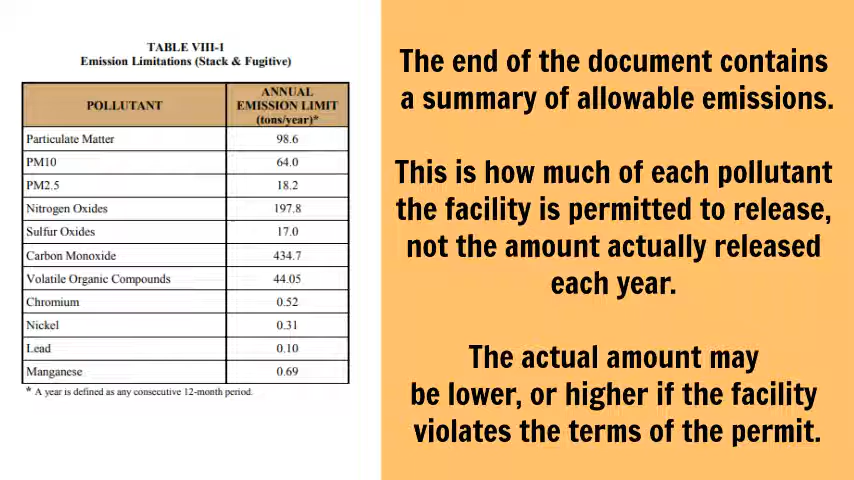 TABLE VIII-1
Emission Limitations (Stack & Fugitive)
POLLUTANT ANNUAL EMISSION LIMIT (tons/year)*
Particulate Matter 98.6
PM10 64.0
PM2.5 18.2
Nitrogen Oxides 197.8
Sulfur Oxides 17.0
Carbon Monoxide 434.7
Volatile Organic Compounds 44.05
Chromium 0.52
Nickel 0.31
Lead 0.10
Manganese 0.69
* A year is defined as any consecutive 12-month period.
The end of the document contains
a summary of allowable emissions.
This is how much of each pollutant
the facility is permitted to release,
not the amount actually released
each year.
The actual amount may
be lower, or higher if the facility
violates the terms of the permit.